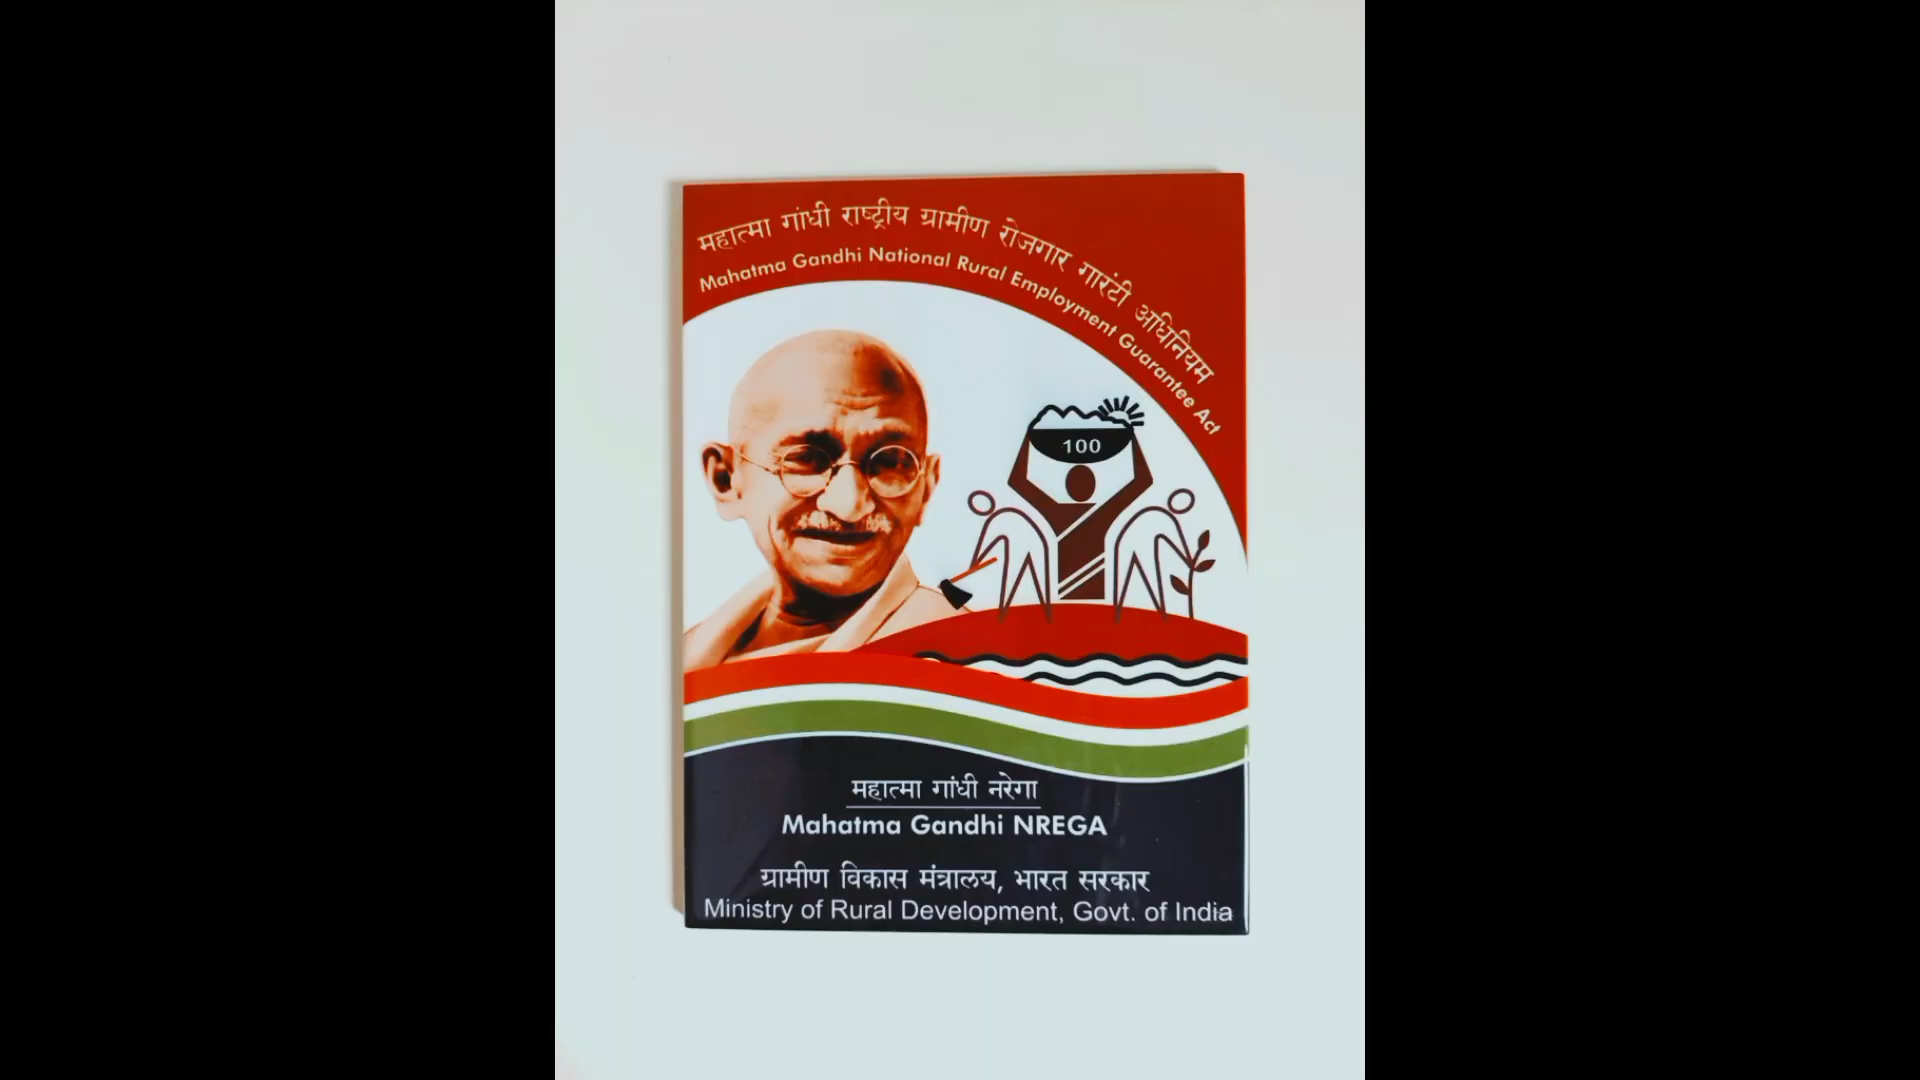 महात्मा गांधी राष्ट्रीय ग्रामीण रोजगार गारंटी अधिनियम
Mahatma Gandhi National Rural Employment Guarantee Act
100
महात्मा गांधी नरेगा
Mahatma Gandhi NREGA
ग्रामीण विकास मंत्रालय, भारत सरकार
Ministry of Rural Development, Govt. of India